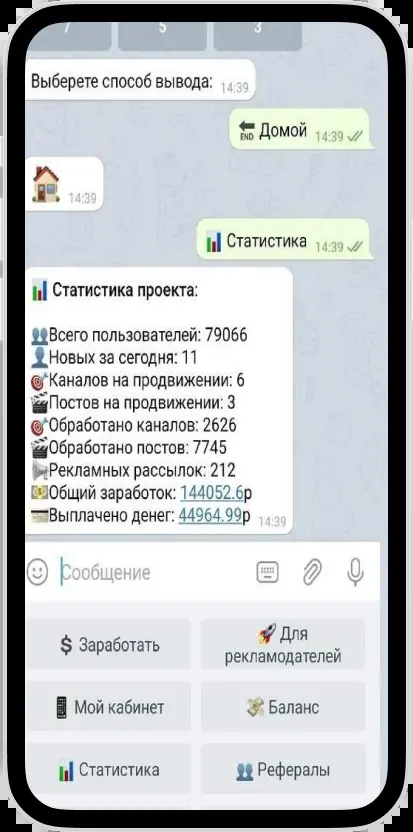 7 5 3
Выберете способ вывода: 14:39
END Домой 14:39
14:39
Статистика 14:39
Статистика проекта:
Всего пользователей: 79066
Новых за сегодня: 11
Каналов на продвижении: 6
Постов на продвижении: 3
Обработано каналов: 2626
Обработано постов: 7745
Рекламных рассылок: 212
Общий заработок: 144052.6р
Выплачено денег: 44964.99р 14:39
Сообщение
$ Заработать
Для
рекламодателей
Мой кабинет
Баланс
Статистика
Рефералы